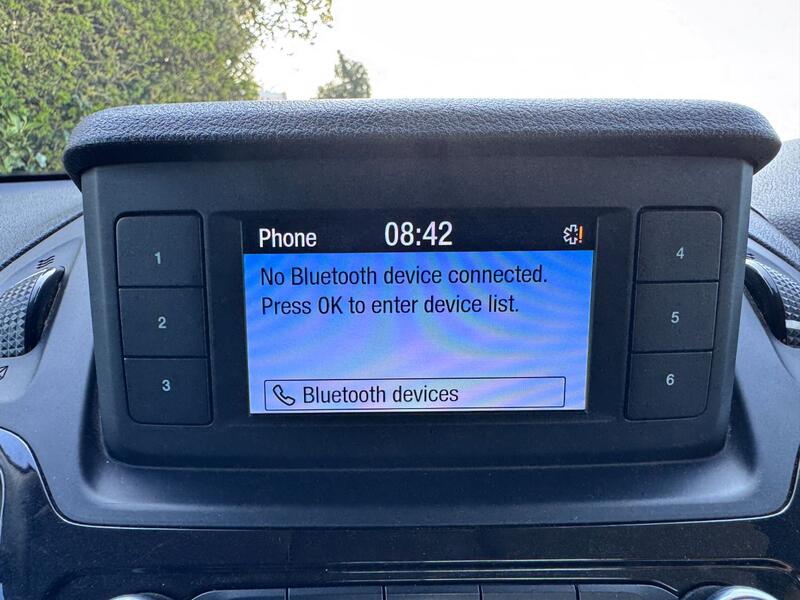 Phone 08:42
No Bluetooth device connected.
Press OK to enter device list.
Bluetooth devices
1
2
3
4
5
6